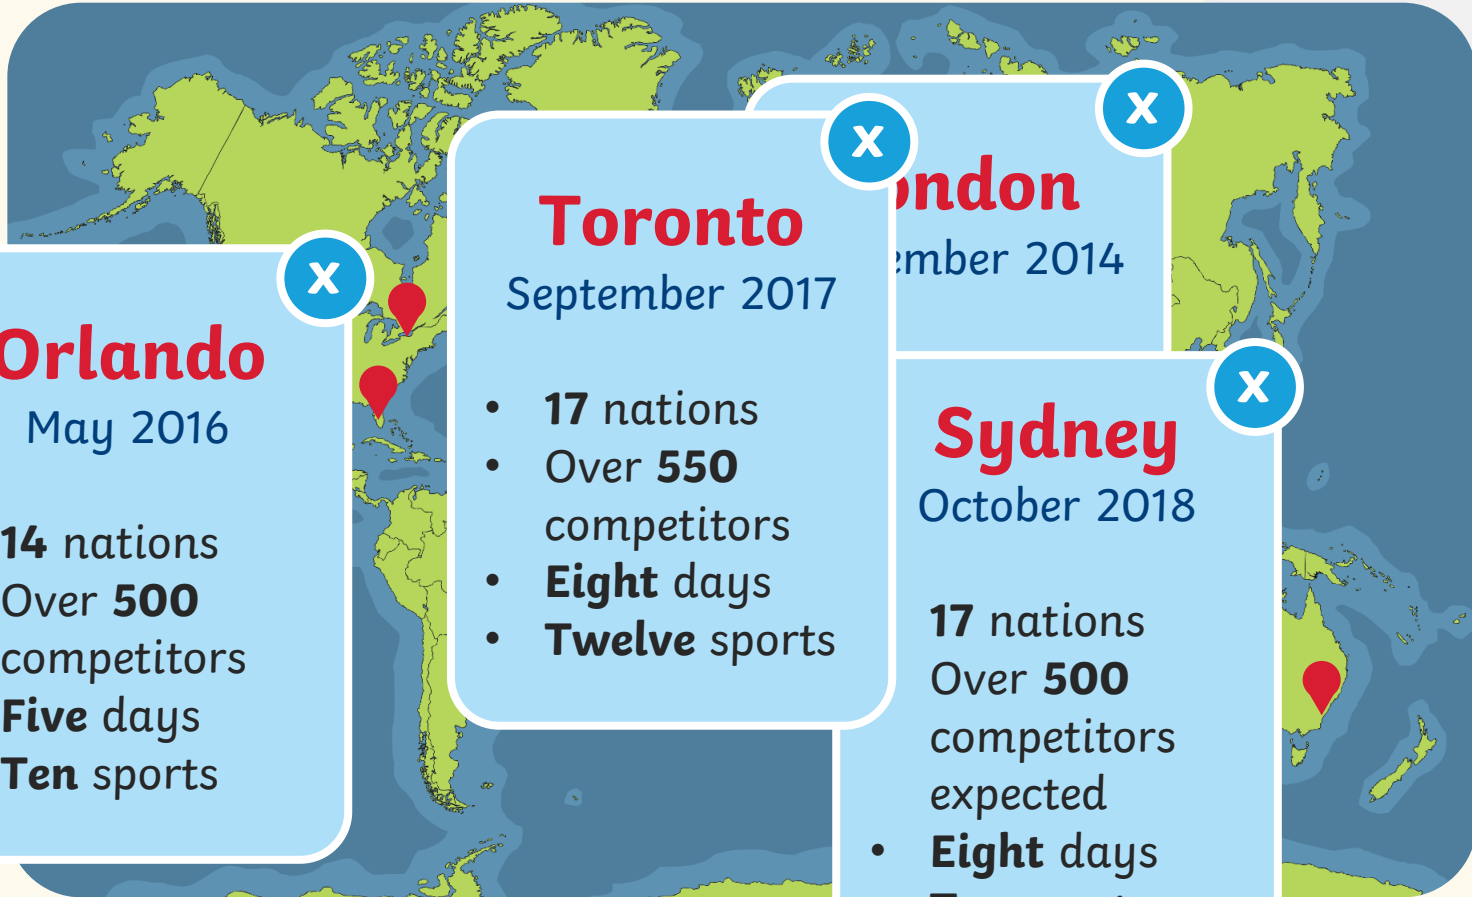 x
Orlando
May 2016
14 nations
Over 500
competitors
Five days
Ten sports
x
Toronto
September 2017
• 17 nations
• Over 550
competitors
• Eight days
• Twelve sports
x
ondon
ember 2014
x
Sydney
October 2018
17 nations
Over 500
competitors
expected
• Eight days